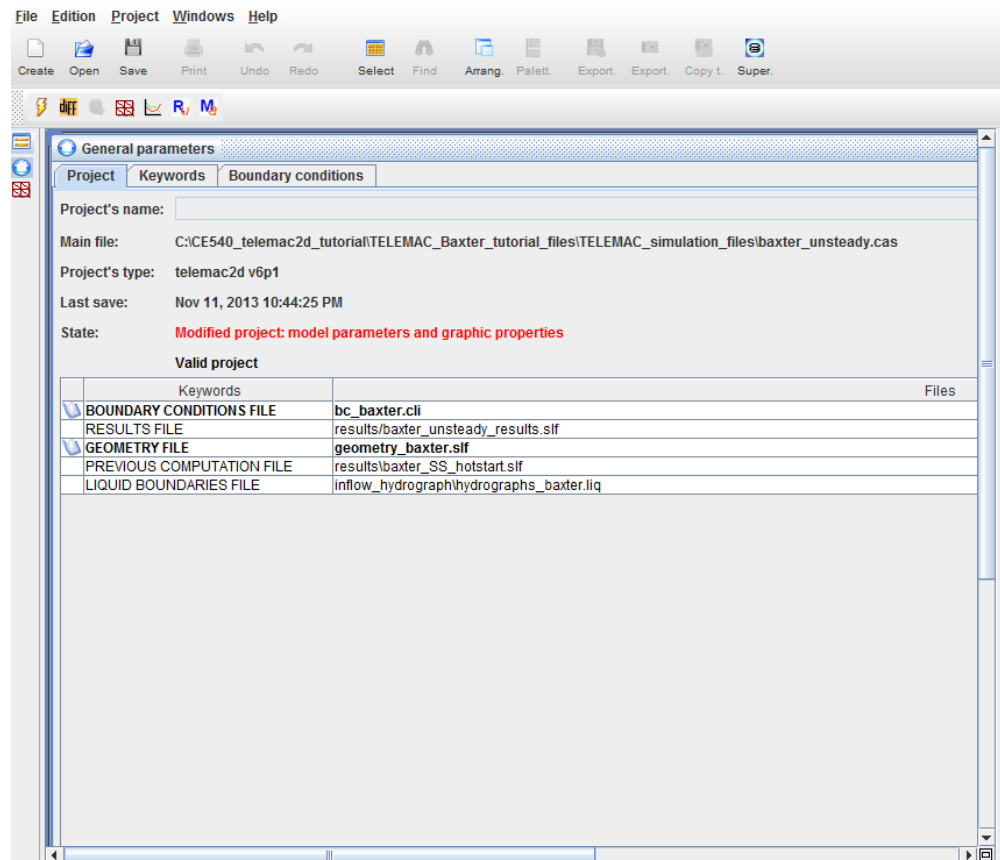 File Edition Project Windows Help
Create Open Save Print Undo Redo Select Find Arrang. Palett. Export. Export. Copy t. Super.
diff R M
General parameters
Project Keywords Boundary conditions
Project's name:
Main file: C:\CE540_telemac2d_tutorial\TELEMAC_Baxter_tutorial_files\TELEMAC_simulation_files\baxter_unsteady.cas
Project's type: telemac2d v6p1
Last save: Nov 11, 2013 10:44:25 PM
State: Modified project: model parameters and graphic properties
Valid project
Keywords Files
BOUNDARY CONDITIONS FILE bc_baxter.cli
RESULTS FILE results/baxter_unsteady_results.slf
GEOMETRY FILE geometry_baxter.slf
PREVIOUS COMPUTATION FILE results\baxter_SS_hotstart.slf
LIQUID BOUNDARIES FILE inflow_hydrograph\hydrographs_baxter.liq